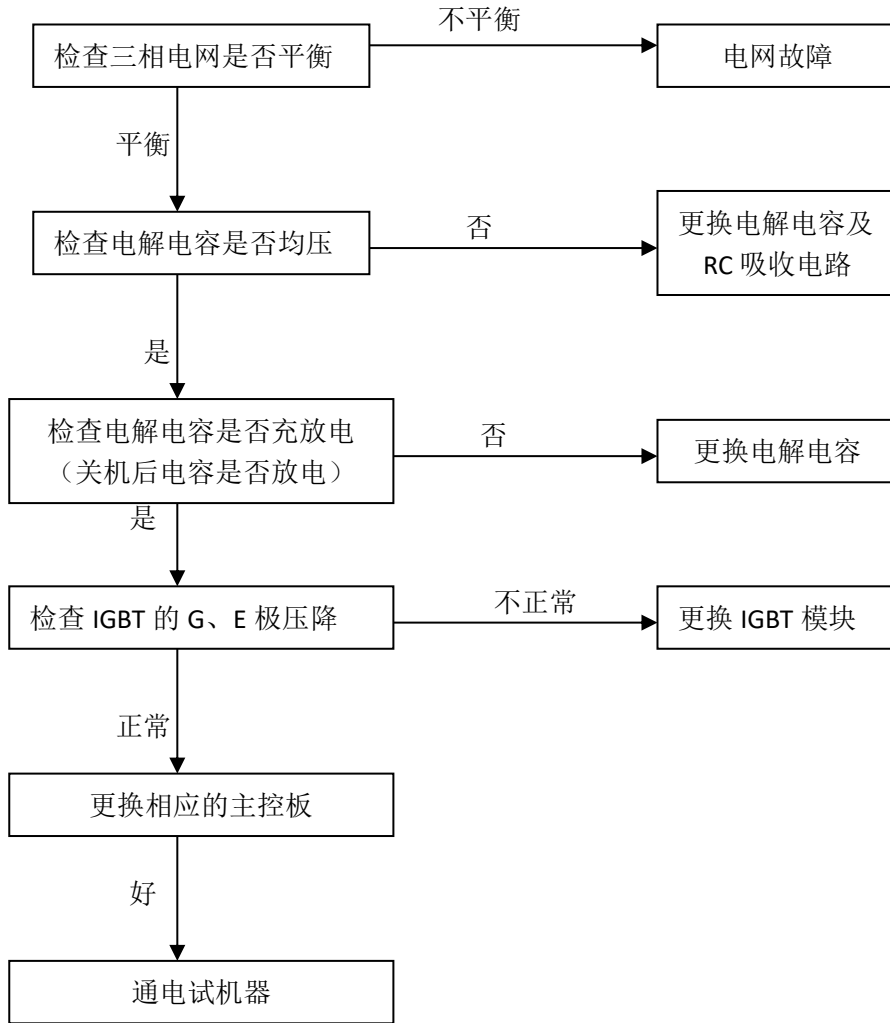 检查三相电网是否平衡
不平衡
电网故障
平衡
检查电解电容是否均压
否
更换电解电容及
RC 吸收电路
是
检查电解电容是否充放电
（关机后电容是否放电）
否
更换电解电容
是
检查 IGBT 的 G、E 极压降
不正常
更换 IGBT 模块
正常
更换相应的主控板
好
通电试机器